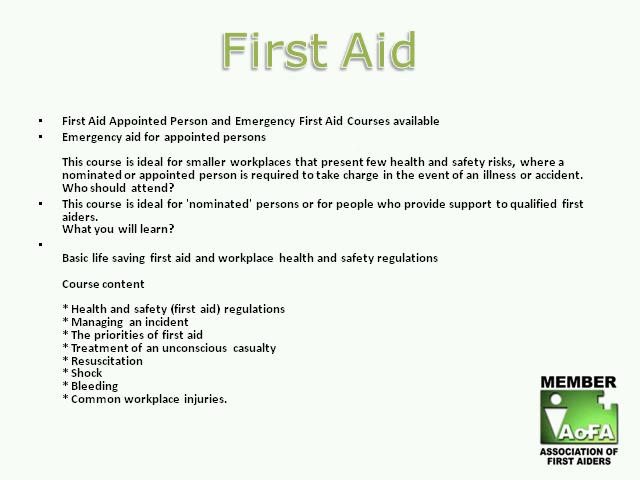 First Aid
▪ First Aid Appointed Person and Emergency First Aid Courses available
▪ Emergency aid for appointed persons
This course is ideal for smaller workplaces that present few health and safety risks, where a
nominated or appointed person is required to take charge in the event of an illness or accident.
Who should attend?
▪ This course is ideal for 'nominated' persons or for people who provide support to qualified first
aiders.
What you will learn?
▪
Basic life saving first aid and workplace health and safety regulations
Course content
* Health and safety (first aid) regulations
* Managing an incident
* The priorities of first aid
* Treatment of an unconscious casualty
* Resuscitation
* Shock
* Bleeding
* Common workplace injuries.
MEMBER
AoFA
ASSOCIATION OF
FIRST AIDERS